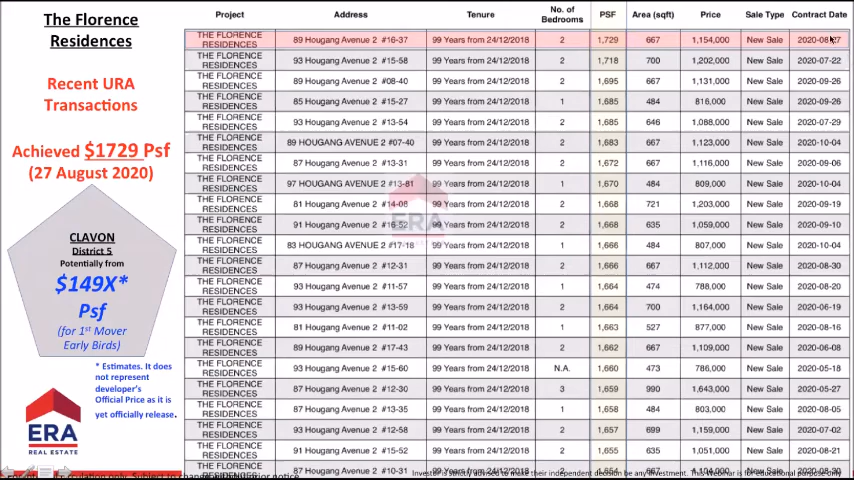 The Florence
Residences
Recent URA
Transactions
Achieved $1729 Psf
(27 August 2020)
CLAVON
District 5
Potentially from
$149X*
Psf
(for 1st Mover
Early Birds)
* Estimates. It does
not represent
developer's
Official Price as it is
yet officially release.
ERA
REAL ESTATE
Project Address Tenure No. of Bedrooms PSF Area (sqft) Price Sale Type Contract Date
THE FLORENCE RESIDENCES 89 Hougang Avenue 2 #16-37 99 Years from 24/12/2018 2 1,729 667 1,154,000 New Sale
THE FLORENCE RESIDENCES 93 Hougang Avenue 2 #15-58 99 Years from 24/12/2018 2 1,718 700 1,202,000 New Sale 2020-07-22
THE FLORENCE RESIDENCES 89 Hougang Avenue 2 #08-40 99 Years from 24/12/2018 2 1,695 667 1,131,000 New Sale 2020-09-26
THE FLORENCE RESIDENCES 85 Hougang Avenue 2 #15-27 99 Years from 24/12/2018 1 1,685 484 816,000 New Sale 2020-09-26
THE FLORENCE RESIDENCES 93 Hougang Avenue 2 #13-54 99 Years from 24/12/2018 2 1,685 646 1,088,000 New Sale 2020-07-29
THE FLORENCE RESIDENCES 89 HOUGANG AVENUE 2 #07-40 99 Years from 24/12/2018 2 1,683 667 1,123,000 New Sale 2020-10-04
THE FLORENCE RESIDENCES 87 Hougang Avenue 2 #13-31 99 Years from 24/12/2018 2 1,672 667 1,116,000 New Sale 2020-09-06
THE FLORENCE RESIDENCES 97 HOUGANG AVENUE 2 #13-81 99 Years from 24/12/2018 1 1,670 484 809,000 New Sale 2020-10-04
THE FLORENCE RESIDENCES 81 Hougang Avenue 2 #14-08 99 Years from 24/12/2018 2 1,668 721 1,203,000 New Sale 2020-09-19
THE FLORENCE RESIDENCES 91 Hougang Avenue 2 #16-52 99 Years from 24/12/2018 2 1,668 635 1,059,000 New Sale 2020-09-10
THE FLORENCE RESIDENCES 83 HOUGANG AVENUE 2 #17-18 99 Years from 24/12/2018 1 1,666 484 807,000 New Sale 2020-10-04
THE FLORENCE RESIDENCES 87 Hougang Avenue 2 #12-31 99 Years from 24/12/2018 2 1,666 667 1,112,000 New Sale 2020-08-30
THE FLORENCE RESIDENCES 93 Hougang Avenue 2 #11-57 99 Years from 24/12/2018 1 1,664 474 788,000 New Sale 2020-08-20
THE FLORENCE RESIDENCES 93 Hougang Avenue 2 #13-59 99 Years from 24/12/2018 2 1,664 700 1,164,000 New Sale 2020-06-19
THE FLORENCE RESIDENCES 81 Hougang Avenue 2 #11-02 99 Years from 24/12/2018 1 1,663 527 877,000 New Sale 2020-08-16
THE FLORENCE RESIDENCES 89 Hougang Avenue 2 #17-43 99 Years from 24/12/2018 2 1,662 667 1,109,000 New Sale 2020-06-08
THE FLORENCE RESIDENCES 93 Hougang Avenue 2 #15-60 99 Years from 24/12/2018 N.A. 1,660 473 786,000 New Sale 2020-05-18
THE FLORENCE RESIDENCES 87 Hougang Avenue 2 #12-30 99 Years from 24/12/2018 3 1,659 990 1,643,000 New Sale 2020-05-27
THE FLORENCE RESIDENCES 87 Hougang Avenue 2 #13-35 99 Years from 24/12/2018 1 1,658 484 803,000 New Sale 2020-08-05
THE FLORENCE RESIDENCES 93 Hougang Avenue 2 #12-58 99 Years from 24/12/2018 2 1,657 699 1,159,000 New Sale 2020-07-02
THE FLORENCE RESIDENCES 91 Hougang Avenue 2 #15-52 99 Years from 24/12/2018 2 1,655 635 1,051,000 New Sale 2020-08-21
THE FLORENCE RESIDENCES 87 Hougang Avenue 2 #10-31 99 Years from 24/12/2018 2 1,654 667 1,104,000 New Sale
Investor is strictly advised to make their independent decision be any investment. This Webinar is for educational purpose only